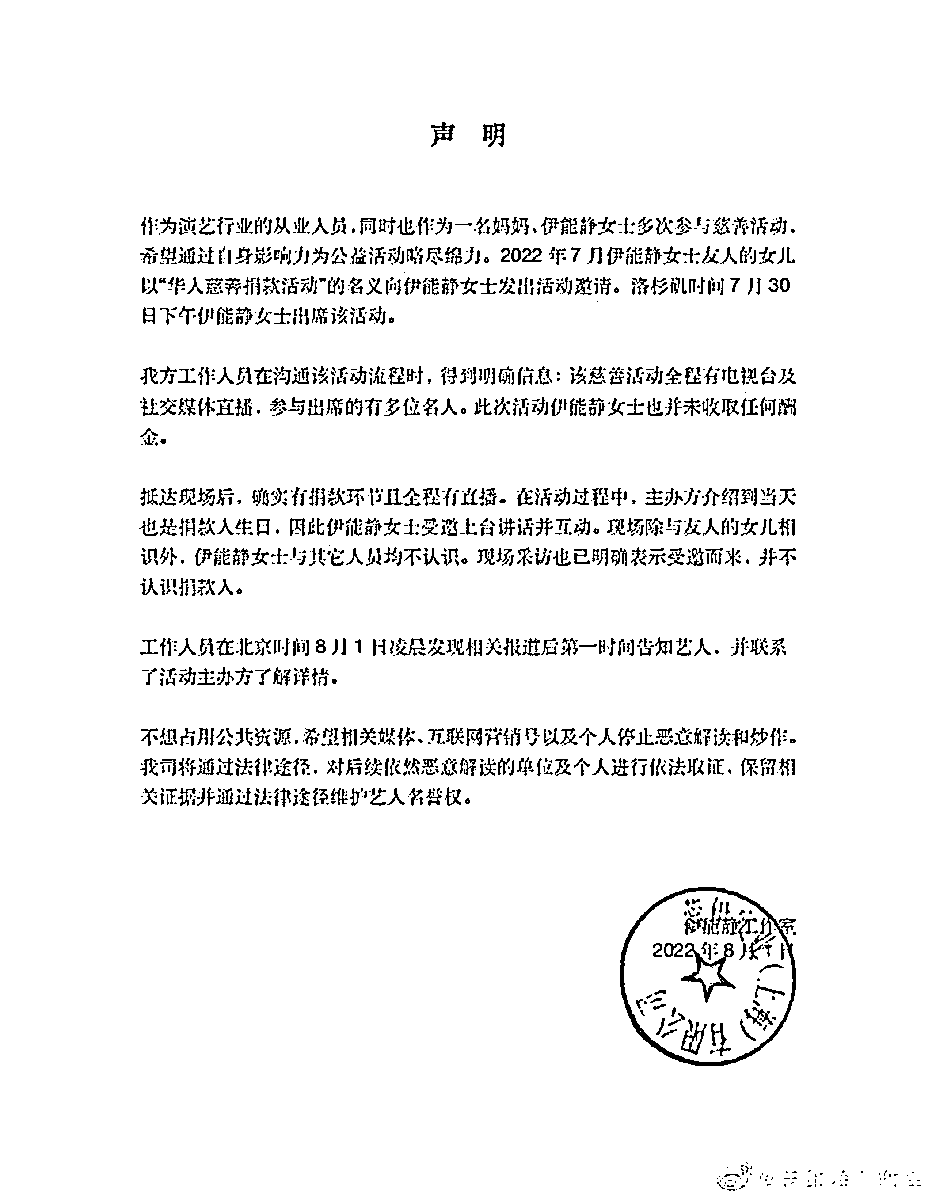 声 明
作为演艺行业的从业人员,同时也作为一名妈妈、伊能静女士多次参与慈善活动、
希望通过自身影响力为公益活动略尽绵力。2022 年 7 月伊能静女士友人的女儿
以“华人慈善捐款活动”的名义向伊能静女士发出活动邀请。洛杉矶时间 7 月 30
日下午伊能静女士出席该活动。
我方工作人员在沟通该活动流程时，得到明确信息：该慈善活动全程有电视台及
社交媒体直播，参与出席的有多位名人。此次活动伊能静女士也并未收取任何酬
金。
抵达现场后，确实有捐款环节且全程有直播。在活动过程中，主办方介绍到当天
也是捐款人生日，因此伊能静女士受邀上台讲话并互动。现场除与友人的女儿相
识外，伊能静女士与其它人员均不认识。现场采访也已明确表示受邀而来，并不
认识捐款人。
工作人员在北京时间 8 月 1 日凌晨发现相关报道后第一时间告知艺人，并联系
了活动主办方了解详情。
不想占用公共资源,希望相关媒体、互联网营销号以及个人停止恶意解读和炒作。
我司将通过法律途径，对后续依然恶意解读的单位及个人进行依法取证，保留相
关证据并通过法律途径维护艺人名誉权。
伊能静工作室
2022 年 8 月 1 日
（上海）有限公司